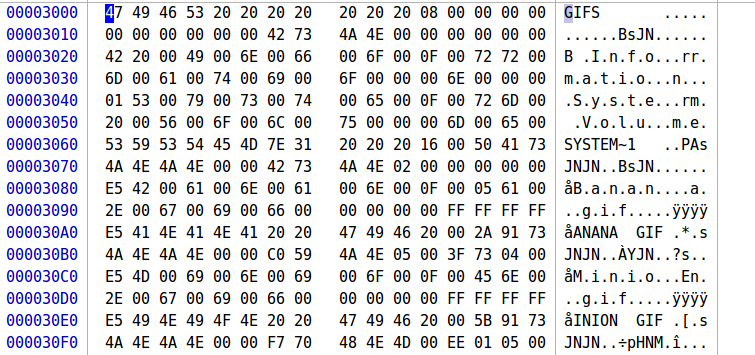 00003000 47 49 46 53 20 20 20 20 20 20 20 08 00 00 00 00 GIFS .....
00003010 00 00 00 00 00 00 42 73 4A 4E 00 00 00 00 00 00 ......BsJN......
00003020 42 20 00 49 00 6E 00 66 00 6F 00 0F 00 72 72 00 B .I.n.f.o...rr.
00003030 6D 00 61 00 74 00 69 00 6F 00 00 00 6E 00 00 00 m.a.t.i.o...n...
00003040 01 53 00 79 00 73 00 74 00 65 00 0F 00 72 6D 00 .S.y.s.t.e...rm.
00003050 20 00 56 00 6F 00 6C 00 75 00 00 00 6D 00 65 00 .V.o.l.u...m.e.
00003060 53 59 53 54 45 4D 7E 31 20 20 20 16 00 50 41 73 SYSTEM~1 ..PAs
00003070 4A 4E 4A 4E 00 00 42 73 4A 4E 02 00 00 00 00 00 JNJN..BsJN......
00003080 E5 42 00 61 00 6E 00 61 00 6E 00 0F 00 05 61 00 åB.a.n.a.n....a.
00003090 2E 00 67 00 69 00 66 00 00 00 00 00 FF FF FF FF ..g.i.f.....ÿÿÿÿ
000030A0 E5 41 4E 41 4E 41 20 20 47 49 46 20 00 2A 91 73 åANANA GIF .*.s
000030B0 4A 4E 4A 4E 00 00 C0 59 4A 4E 05 00 3F 73 04 00 JNJN..ÀYJN..?s..
000030C0 E5 4D 00 69 00 6E 00 69 00 6F 00 0F 00 45 6E 00 åM.i.n.i.o...En.
000030D0 2E 00 67 00 69 00 66 00 00 00 00 00 FF FF FF FF ..g.i.f.....ÿÿÿÿ
000030E0 E5 49 4E 49 4F 4E 20 20 47 49 46 20 00 5B 91 73 åINION GIF .[.s
000030F0 4A 4E 4A 4E 00 00 F7 70 48 4E 4D 00 EE 01 05 00 JNJN..÷pHNM.î...